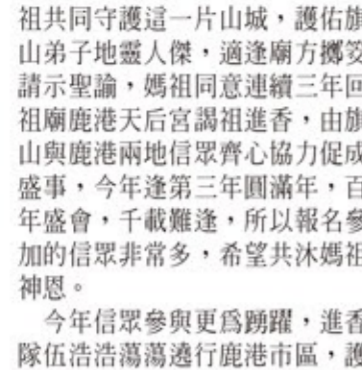 祖共同守護這一片山城，護佑旗
山弟子地靈人傑，適逢廟方擲筊
請示聖諭，媽祖同意連續三年回
祖廟鹿港天后宮謁祖進香，由旗
山與鹿港兩地信眾齊心協力促成
盛事，今年逢第三年圓滿年，百
年盛會，千載難逢，所以報名參
加的信眾非常多，希望共沐媽祖
神恩。
今年信眾參與更爲踴躍，進香
隊伍浩浩蕩蕩遶行鹿港市區，護